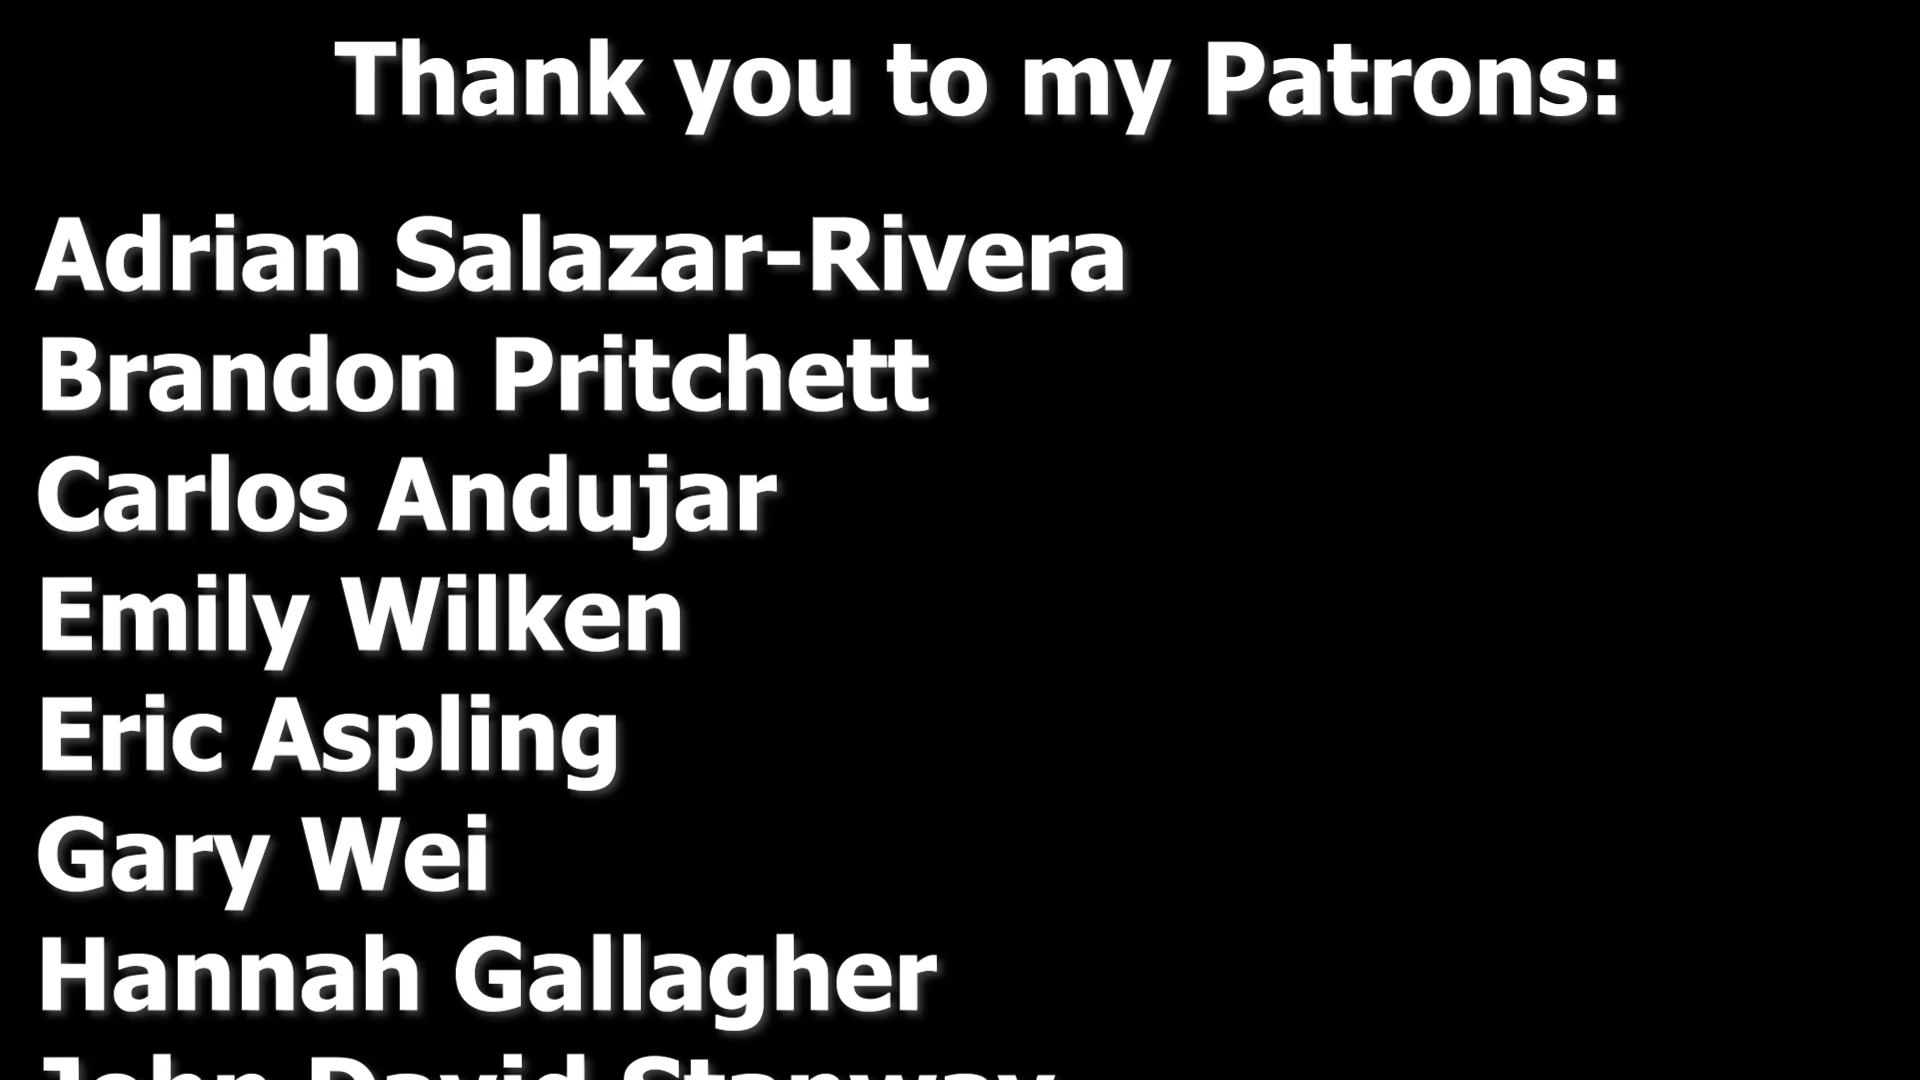 Thank you to my Patrons:
Adrian Salazar-Rivera
Brandon Pritchett
Carlos Andujar
Emily Wilken
Eric Aspling
Gary Wei
Hannah Gallagher
John David Stanway